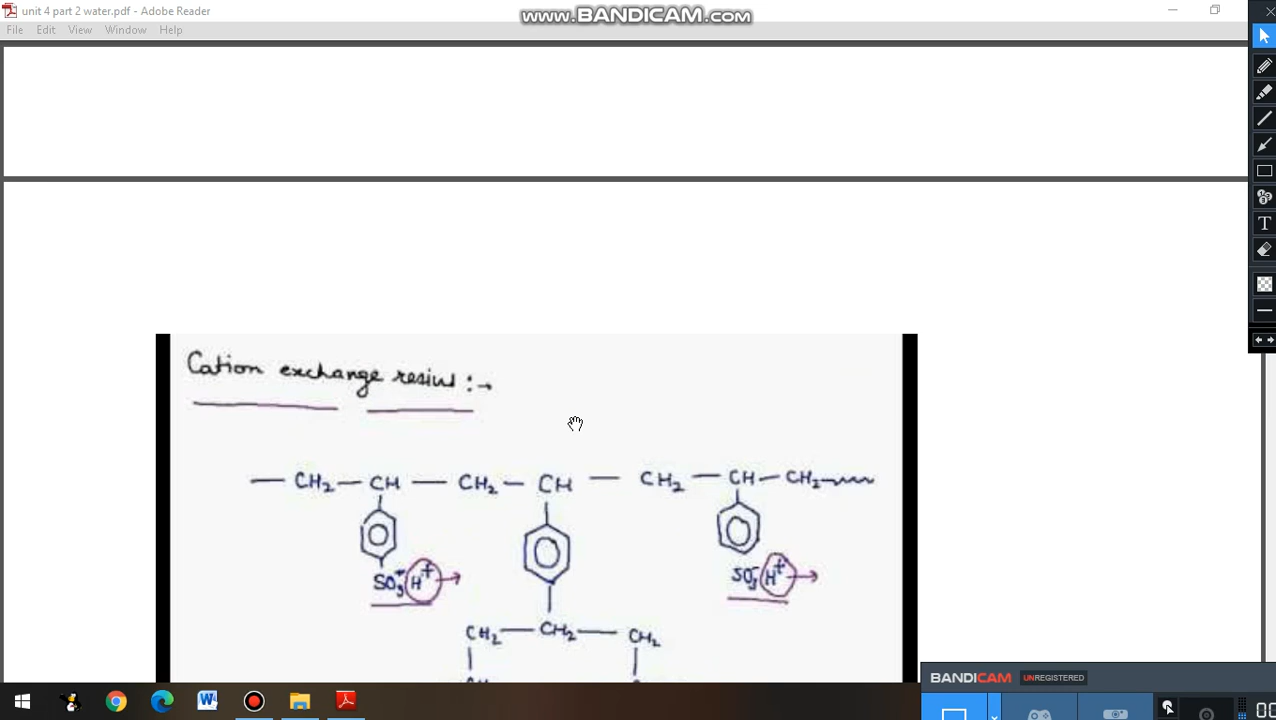 unit 4 part 2 water.pdf - Adobe Reader
www.BANDICAM.com
File Edit View Window Help
Cation exchange resins :→
— CH2 — CH — CH2 — CH — CH2 — CH — CH2
SO3- H+ →
SO3- H+ →
CH2 — CH2 — CH2
BANDICAM UNREGISTERED